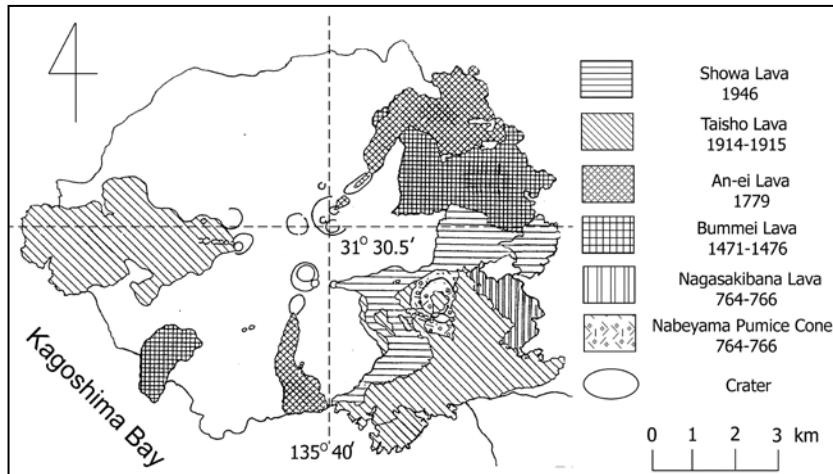 Showa Lava
1946
Taisho Lava
1914-1915
An-ei Lava
1779
Bummei Lava
1471-1476
Nagasakibana Lava
764-766
Nabeyama Pumice Cone
764-766
Crater
31° 30.5′
135° 40′
Kagoshima Bay
0 1 2 3 km